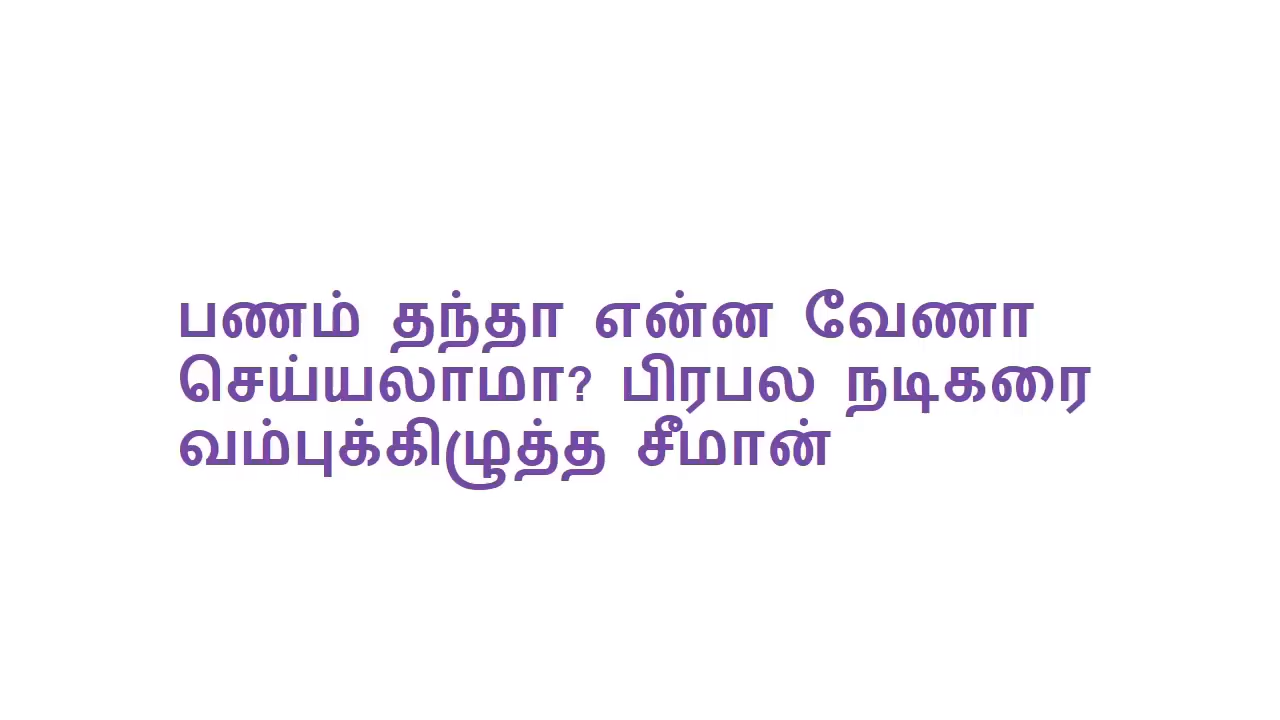 பணம் தந்தா என்ன வேணா
செய்யலாமா? பிரபல நடிகரை
வம்புக்கிழுத்த சீமான்